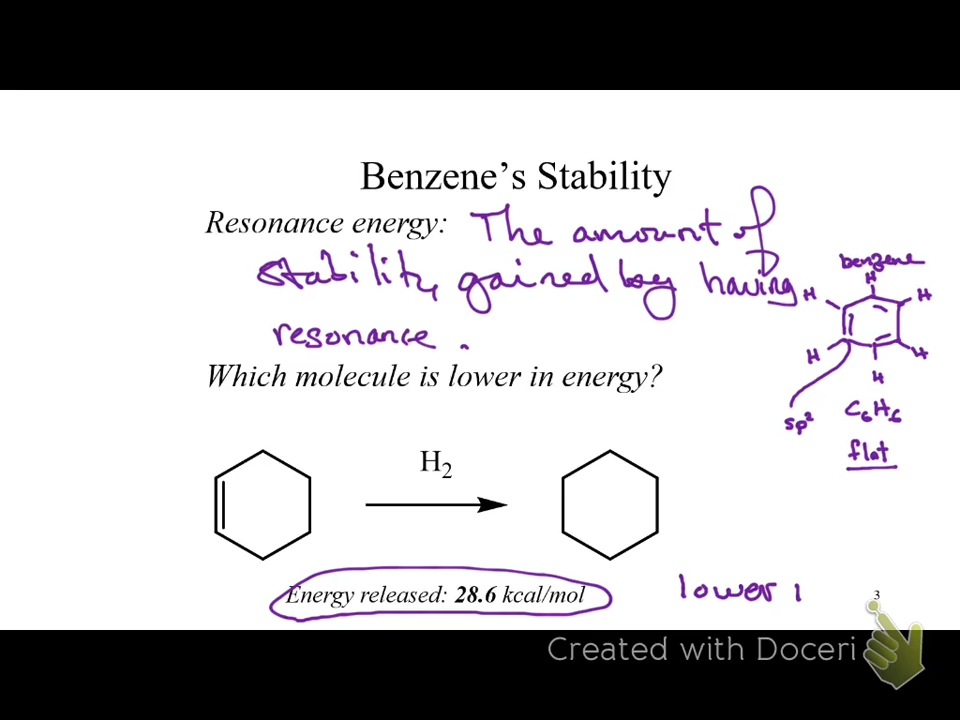 Benzene's Stability
Resonance energy: The amount of
stability gained by having
resonance.
benzene
H
H H
H H
H
sp² C₆H₆
flat
Which molecule is lower in energy?
H₂
Energy released: 28.6 kcal/mol
lower
3
Created with Doceri